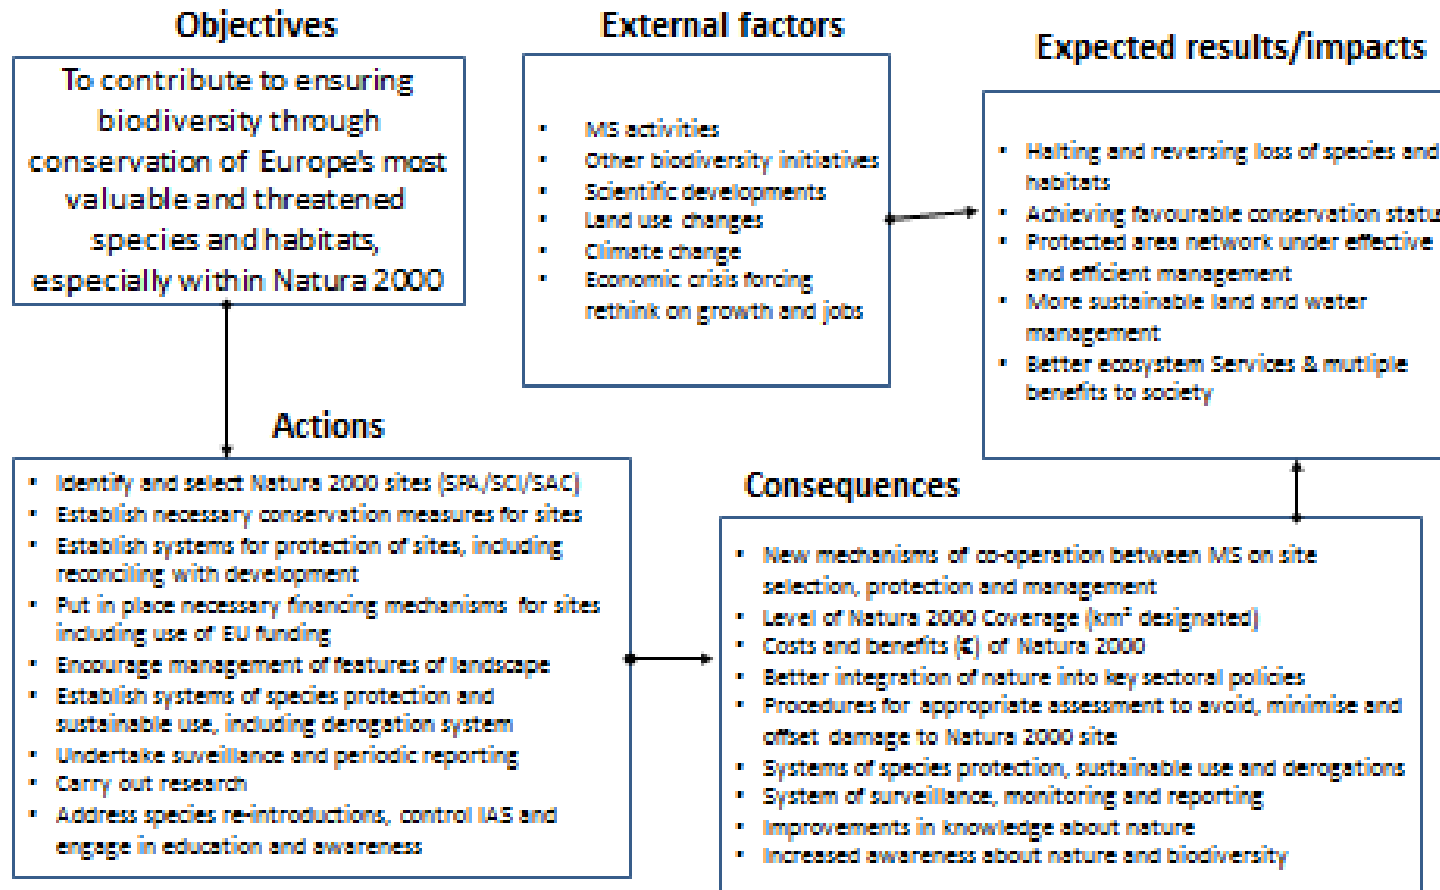 Objectives
To contribute to ensuring
biodiversity through
conservation of Europe's most
valuable and threatened
species and habitats,
especially within Natura 2000
External factors
• MS activities
• Other biodiversity initiatives
• Scientific developments
• Land use changes
• Climate change
• Economic crisis forcing
rethink on growth and jobs
Expected results/impacts
• Halting and reversing loss of species and
habitats
• Achieving favourable conservation status
• Protected area network under effective
and efficient management
• More sustainable land and water
management
• Better ecosystem Services & mutliple
benefits to society
Actions
• Identify and select Natura 2000 sites (SPA/SCI/SAC)
• Establish necessary conservation measures for sites
• Establish systems for protection of sites, including
reconciling with development
• Put in place necessary financing mechanisms for sites
including use of EU funding
• Encourage management of features of landscape
• Establish systems of species protection and
sustainable use, including derogation system
• Undertake suveillance and periodic reporting
• Carry out research
• Address species re-introductions, control IAS and
engage in education and awareness
Consequences
• New mechanisms of co-operation between MS on site
selection, protection and management
• Level of Natura 2000 Coverage (km² designated)
• Costs and benefits (€) of Natura 2000
• Better integration of nature into key sectoral policies
• Procedures for appropriate assessment to avoid, minimise and
offset damage to Natura 2000 site
• Systems of species protection, sustainable use and derogations
• System of surveillance, monitoring and reporting
• Improvements in knowledge about nature
• Increased awareness about nature and biodiversity